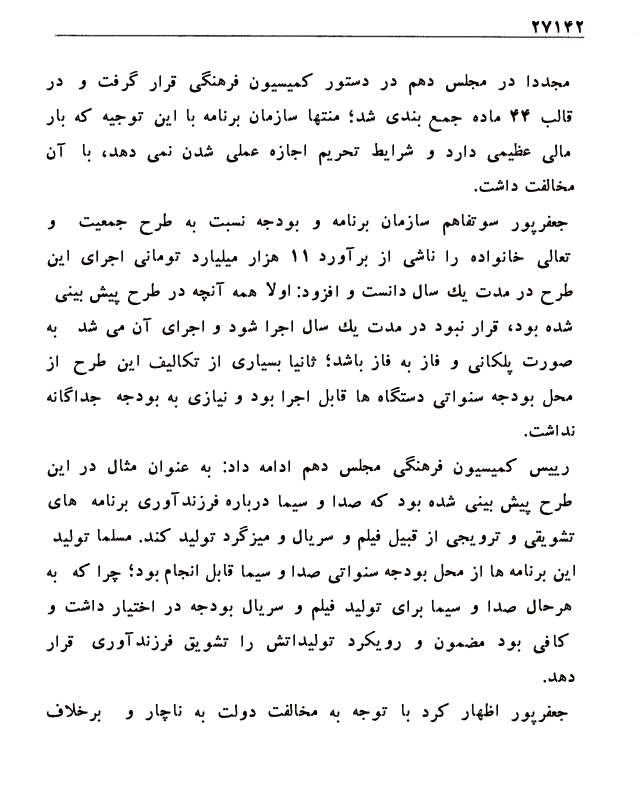 ۲۷۱۴۲
مجددا در مجلس دهم در دستور کمیسیون فرهنگی قرار گرفت و در
قالب ۴۴ ماده جمع بندی شد؛ منتها سازمان برنامه با این توجیه که بار
مالی عظیمی دارد و شرایط تحریم اجازه عملی شدن نمی دهد، با آن
مخالفت داشت.
جعفرپور سوتفاهم سازمان برنامه و بودجه نسبت به طرح جمعیت و
تعالی خانواده را ناشی از برآورد ۱۱ هزار میلیارد تومانی اجرای این
طرح در مدت یك سال دانست و افزود: اولا همه آنچه در طرح پیش بینی
شده بود، قرار نبود در مدت یك سال اجرا شود و اجرای آن می شد به
صورت پلکانی و فاز به فاز باشد؛ ثانیا بسیاری از تکالیف این طرح از
محل بودجه سنواتی دستگاه ها قابل اجرا بود و نیازی به بودجه جداگانه
نداشت.
رییس کمیسیون فرهنگی مجلس دهم ادامه داد: به عنوان مثال در این
طرح پیش بینی شده بود که صدا و سیما درباره فرزندآوری برنامه های
تشویقی و ترویجی از قبیل فیلم و سریال و میزگرد تولید کند. مسلما تولید
این برنامه ها از محل بودجه سنواتی صدا و سیما قابل انجام بود؛ چرا که به
هرحال صدا و سیما برای تولید فیلم و سریال بودجه در اختیار داشت و
کافی بود مضمون و رویکرد تولیداتش را تشویق فرزندآوری قرار
دهد.
جعفرپور اظهار کرد با توجه به مخالفت دولت به ناچار و برخلاف